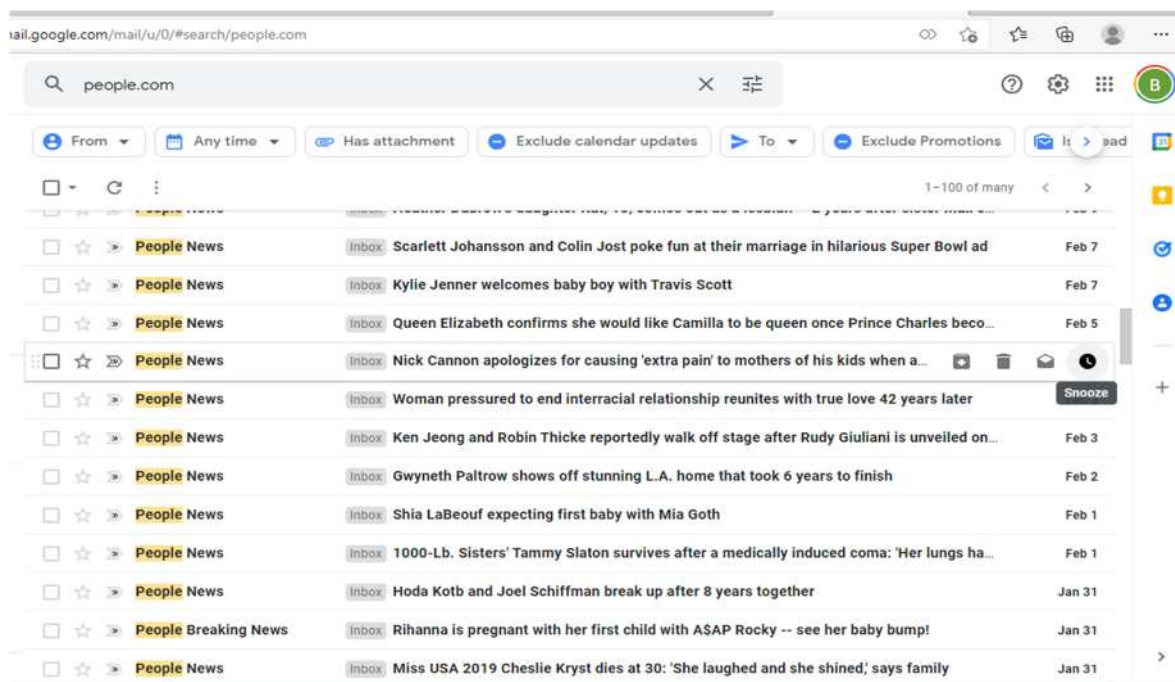 ail.google.com/mail/u/0/#search/people.com
people.com
B
From Any time Has attachment Exclude calendar updates To Exclude Promotions Is ead
31
1–100 of many
People News Inbox Scarlett Johansson and Colin Jost poke fun at their marriage in hilarious Super Bowl ad Feb 7
People News Inbox Kylie Jenner welcomes baby boy with Travis Scott Feb 7
People News Inbox Queen Elizabeth confirms she would like Camilla to be queen once Prince Charles beco... Feb 5
People News Inbox Nick Cannon apologizes for causing 'extra pain' to mothers of his kids when a...
Snooze
People News Inbox Woman pressured to end interracial relationship reunites with true love 42 years later
People News Inbox Ken Jeong and Robin Thicke reportedly walk off stage after Rudy Giuliani is unveiled on... Feb 3
People News Inbox Gwyneth Paltrow shows off stunning L.A. home that took 6 years to finish Feb 2
People News Inbox Shia LaBeouf expecting first baby with Mia Goth Feb 1
People News Inbox 1000-Lb. Sisters' Tammy Slaton survives after a medically induced coma: 'Her lungs ha... Feb 1
People News Inbox Hoda Kotb and Joel Schiffman break up after 8 years together Jan 31
People Breaking News Inbox Rihanna is pregnant with her first child with A$AP Rocky -- see her baby bump! Jan 31
People News Inbox Miss USA 2019 Cheslie Kryst dies at 30: 'She laughed and she shined,' says family Jan 31